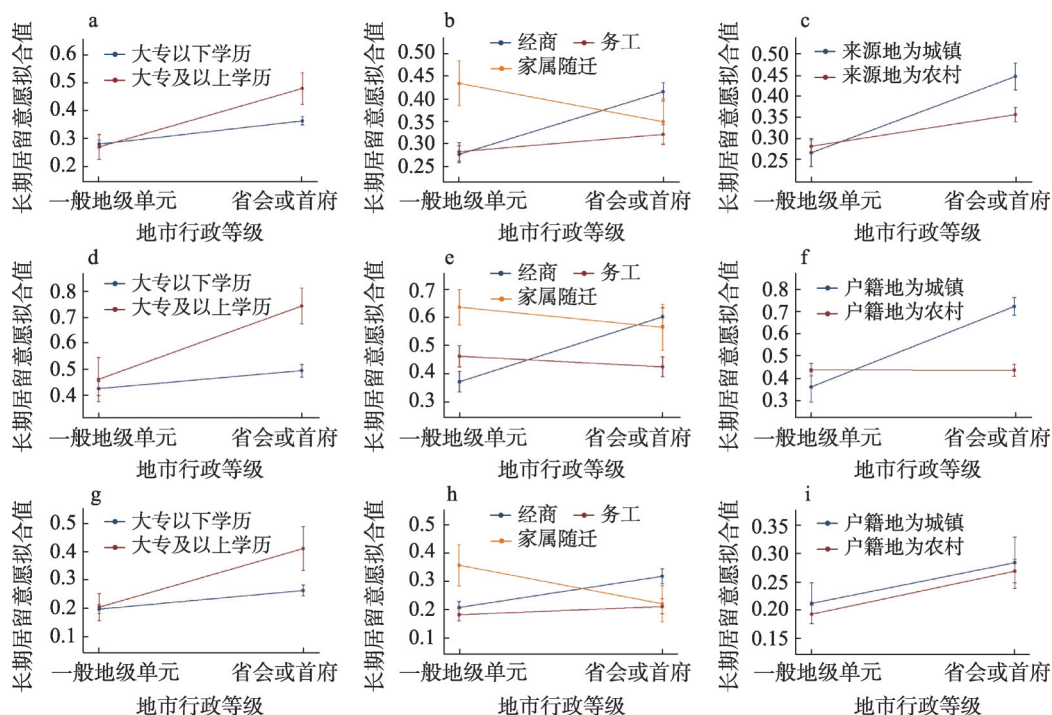 a
长期居留意愿拟合值
0.6
0.5
0.4
0.3
0.2
大专以下学历
大专及以上学历
一般地级单元
省会或首府
地市行政等级
b
长期居留意愿拟合值
0.50
0.45
0.40
0.35
0.30
0.25
经商
务工
家属随迁
一般地级单元
省会或首府
地市行政等级
c
长期居留意愿拟合值
0.50
0.45
0.40
0.35
0.30
0.25
来源地为城镇
来源地为农村
一般地级单元
省会或首府
地市行政等级
d
长期居留意愿拟合值
0.8
0.7
0.6
0.5
0.4
大专以下学历
大专及以上学历
一般地级单元
省会或首府
地市行政等级
e
长期居留意愿拟合值
0.7
0.6
0.5
0.4
0.3
经商
务工
家属随迁
一般地级单元
省会或首府
地市行政等级
f
长期居留意愿拟合值
0.8
0.7
0.6
0.5
0.4
0.3
户籍地为城镇
户籍地为农村
一般地级单元
省会或首府
地市行政等级
g
长期居留意愿拟合值
0.5
0.4
0.3
0.2
0.1
大专以下学历
大专及以上学历
一般地级单元
省会或首府
地市行政等级
h
长期居留意愿拟合值
0.5
0.4
0.3
0.2
0.1
经商
务工
家属随迁
一般地级单元
省会或首府
地市行政等级
i
长期居留意愿拟合值
0.35
0.30
0.25
0.20
0.15
户籍地为城镇
户籍地为农村
一般地级单元
省会或首府
地市行政等级